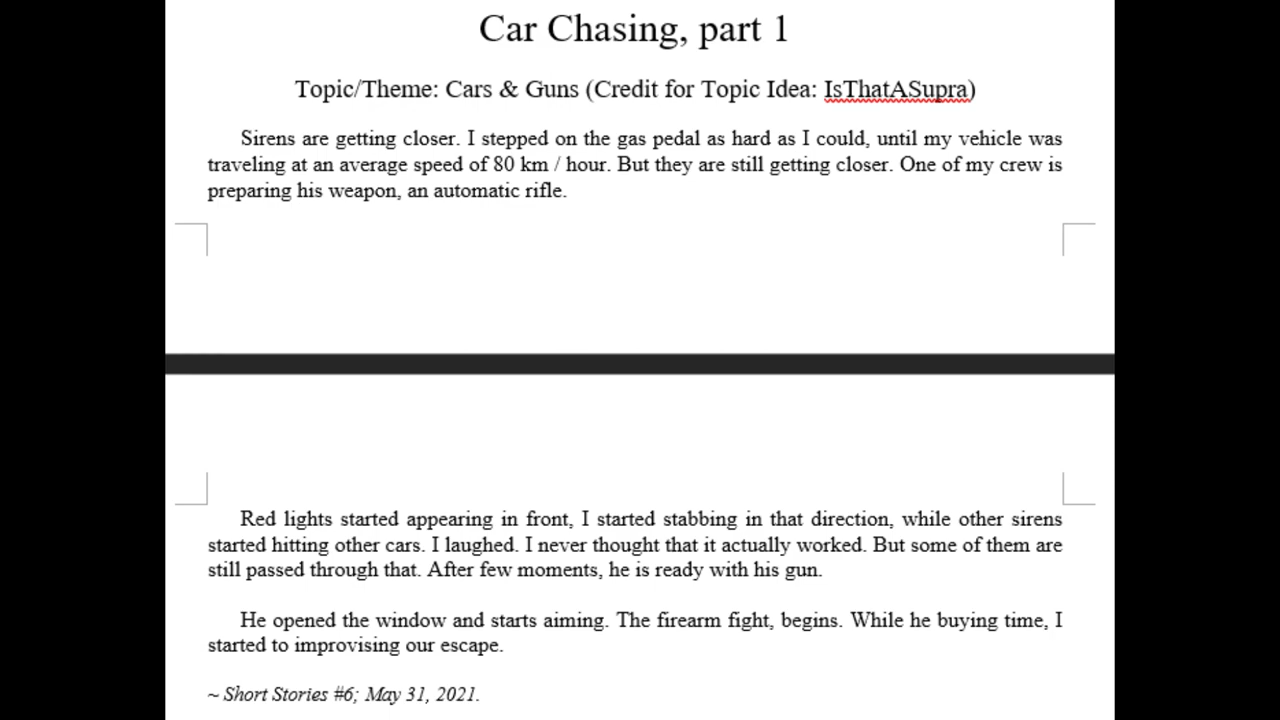 Car Chasing, part 1
Topic/Theme: Cars & Guns (Credit for Topic Idea: IsThatASupra)
Sirens are getting closer. I stepped on the gas pedal as hard as I could, until my vehicle was
traveling at an average speed of 80 km / hour. But they are still getting closer. One of my crew is
preparing his weapon, an automatic rifle.
Red lights started appearing in front, I started stabbing in that direction, while other sirens
started hitting other cars. I laughed. I never thought that it actually worked. But some of them are
still passed through that. After few moments, he is ready with his gun.
He opened the window and starts aiming. The firearm fight, begins. While he buying time, I
started to improvising our escape.
~ Short Stories #6; May 31, 2021.